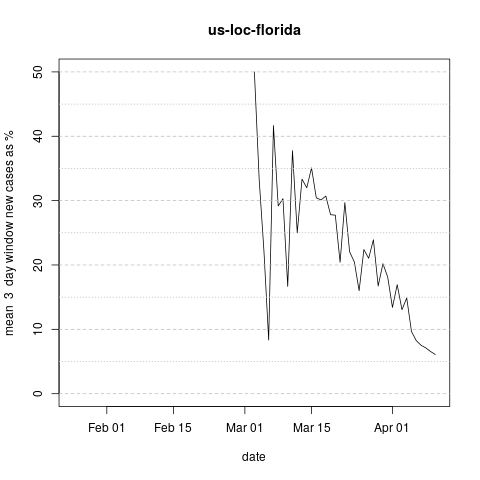 us-loc-florida
mean  3  day window new cases as %
50
40
30
20
10
0
Feb 01
Feb 15
Mar 01
Mar 15
Apr 01
date